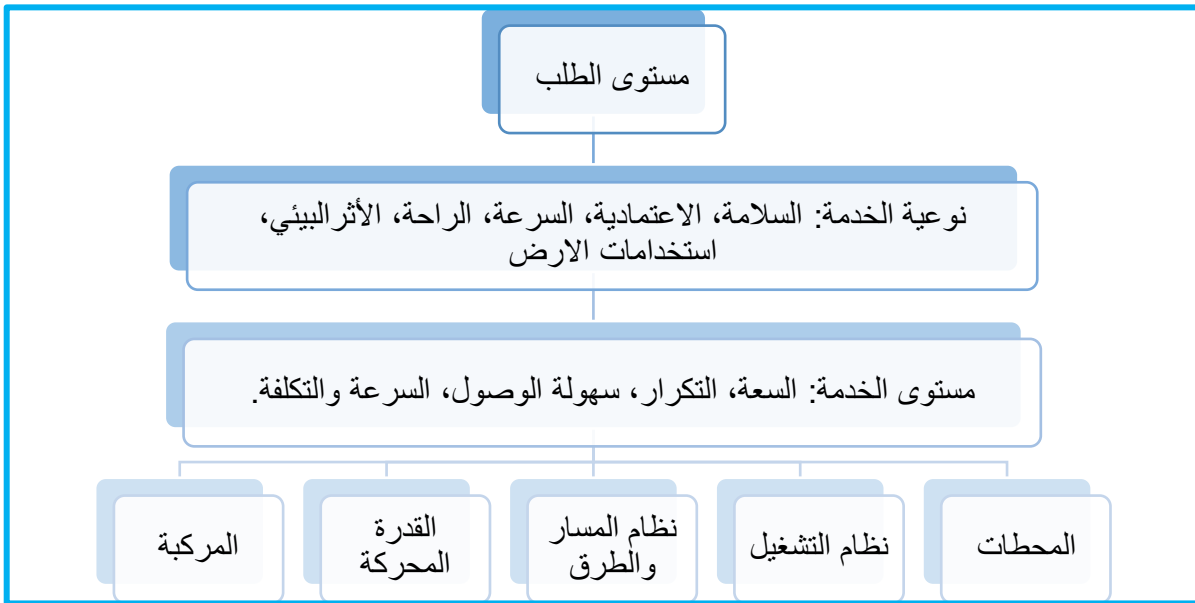 مستوى الطلب
نوعية الخدمة: السلامة، الاعتمادية، السرعة، الراحة، الأثرالبيئي،
استخدامات الارض
مستوى الخدمة: السعة، التكرار، سهولة الوصول، السرعة والتكلفة.
المحطات
نظام التشغيل
نظام المسار
والطرق
القدرة
المحركة
المركبة